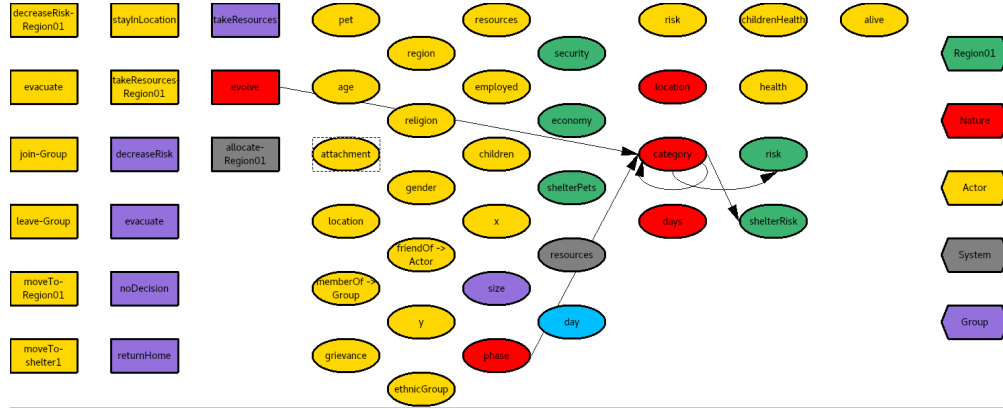 decreaseRisk-
Region01
stayInLocation
takeResources
pet
resources
risk
childrenHealth
alive
region
security
Region01
evacuate
takeResources-
Region01
evolve
age
employed
location
health
religion
economy
Nature
join-Group
decreaseRisk
allocate-
Region01
attachment
children
category
risk
gender
shelterPets
Actor
leave-Group
evacuate
location
x
days
shelterRisk
friendOf ->
Actor
resources
System
moveTo-
Region01
noDecision
memberOf ->
Group
size
y
day
Group
moveTo-
shelter1
returnHome
grievance
phase
ethnicGroup